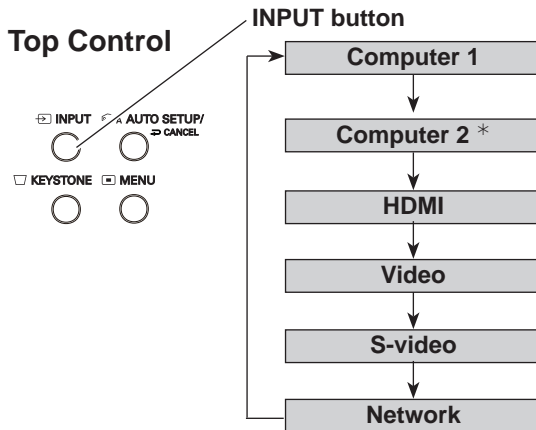 Top Control
INPUT button
INPUT
A AUTO SETUP/
CANCEL
KEYSTONE
MENU
Computer 1
Computer 2 *
HDMI
Video
S-video
Network